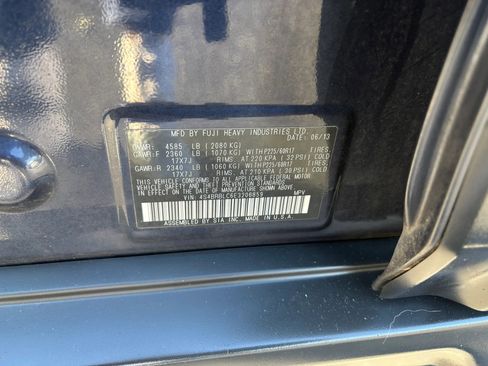 MFD BY FUJI HEAVY INDUSTRIES LTD.
DATE: 06/13
GVWR: 4585 LB (2080 KG)
GAWR:F 2360 LB (1070 KG) WITH P225/60R17 TIRES,
17X7J RIMS, AT 220 KPA (32 PSI) COLD
GAWR:R 2340 LB (1060 KG) WITH P225/60R17 TIRES,
17X7J RIMS, AT 210 KPA (30 PSI) COLD
THIS VEHICLE CONFORMS TO ALL APPLICABLE FEDERAL MOTOR
VEHICLE SAFETY, BUMPER, AND THEFT PREVENTION STANDARDS
IN EFFECT ON THE DATE OF MANUFACTURE SHOWN ABOVE.
VIN: MPV
ASSEMBLED BY SIA, INC. MADE IN U.S.A.